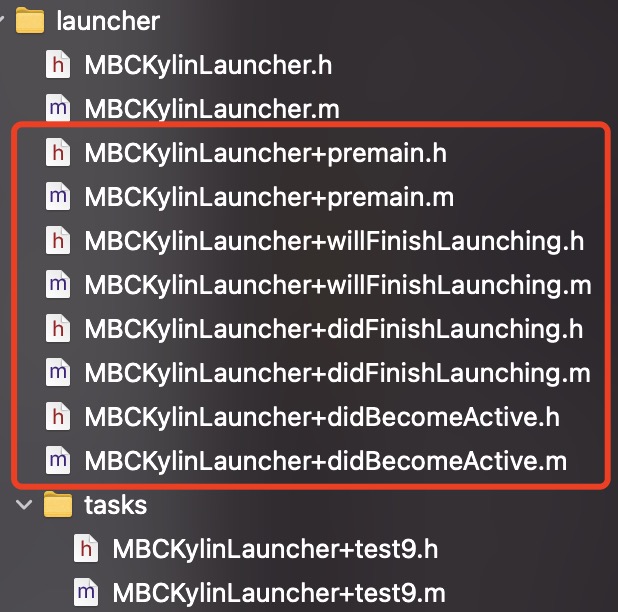 launcher
h MBCKylinLauncher.h
m MBCKylinLauncher.m
h MBCKylinLauncher+premain.h
m MBCKylinLauncher+premain.m
h MBCKylinLauncher+willFinishLaunching.h
m MBCKylinLauncher+willFinishLaunching.m
h MBCKylinLauncher+didFinishLaunching.h
m MBCKylinLauncher+didFinishLaunching.m
h MBCKylinLauncher+didBecomeActive.h
m MBCKylinLauncher+didBecomeActive.m
tasks
h MBCKylinLauncher+test9.h
m MBCKylinLauncher+test9.m